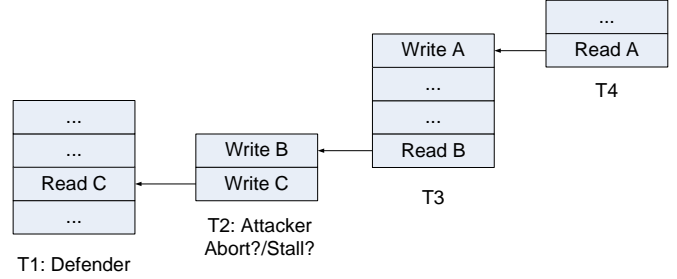 ...
...
Read C
...
T1: Defender
Write B
Write C
T2: Attacker
Abort?/Stall?
Write A
...
...
Read B
T3
...
Read A
T4